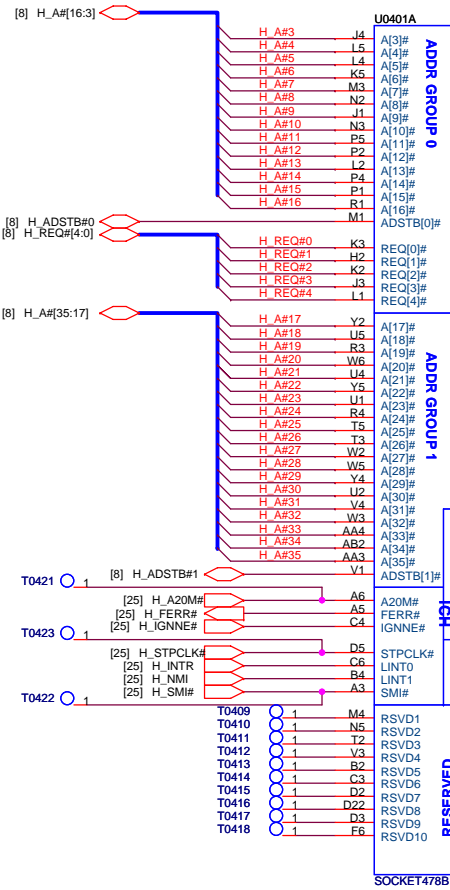 [8] H_A#[16:3]
U0401A
H_A#3 J4 A[3]#
H_A#4 L5 A[4]#
H_A#5 L4 A[5]#
H_A#6 K5 A[6]#
H_A#7 M3 A[7]#
H_A#8 N2 A[8]#
H_A#9 J1 A[9]#
H_A#10 N3 A[10]#
H_A#11 P5 A[11]#
H_A#12 P2 A[12]#
H_A#13 L2 A[13]#
H_A#14 P4 A[14]#
H_A#15 P1 A[15]#
H_A#16 R1 A[16]#
ADDR GROUP 0
[8] H_ADSTB#0 M1 ADSTB[0]#
[8] H_REQ#[4:0]
H_REQ#0 K3 REQ[0]#
H_REQ#1 H2 REQ[1]#
H_REQ#2 K2 REQ[2]#
H_REQ#3 J3 REQ[3]#
H_REQ#4 L1 REQ[4]#
[8] H_A#[35:17]
H_A#17 Y2 A[17]#
H_A#18 U5 A[18]#
H_A#19 R3 A[19]#
H_A#20 W6 A[20]#
H_A#21 U4 A[21]#
H_A#22 Y5 A[22]#
H_A#23 U1 A[23]#
H_A#24 R4 A[24]#
H_A#25 T5 A[25]#
H_A#26 T3 A[26]#
H_A#27 W2 A[27]#
H_A#28 W5 A[28]#
H_A#29 Y4 A[29]#
H_A#30 U2 A[30]#
H_A#31 V4 A[31]#
H_A#32 W3 A[32]#
H_A#33 AA4 A[33]#
H_A#34 AB2 A[34]#
H_A#35 AA3 A[35]#
ADDR GROUP 1
[8] H_ADSTB#1 V1 ADSTB[1]#
T0421 1
[25] H_A20M# A6 A20M#
[25] H_FERR# A5 FERR#
[25] H_IGNNE# C4 IGNNE#
ICH
T0423 1
[25] H_STPCLK# D5 STPCLK#
[25] H_INTR C6 LINT0
[25] H_NMI B4 LINT1
[25] H_SMI# A3 SMI#
T0422 1
T0409 1 M4 RSVD1
T0410 1 N5 RSVD2
T0411 1 T2 RSVD3
T0412 1 V3 RSVD4
T0413 1 B2 RSVD5
T0414 1 C3 RSVD6
T0415 1 D2 RSVD7
T0416 1 D22 RSVD8
T0417 1 D3 RSVD9
T0418 1 F6 RSVD10
RESERVED
SOCKET478B